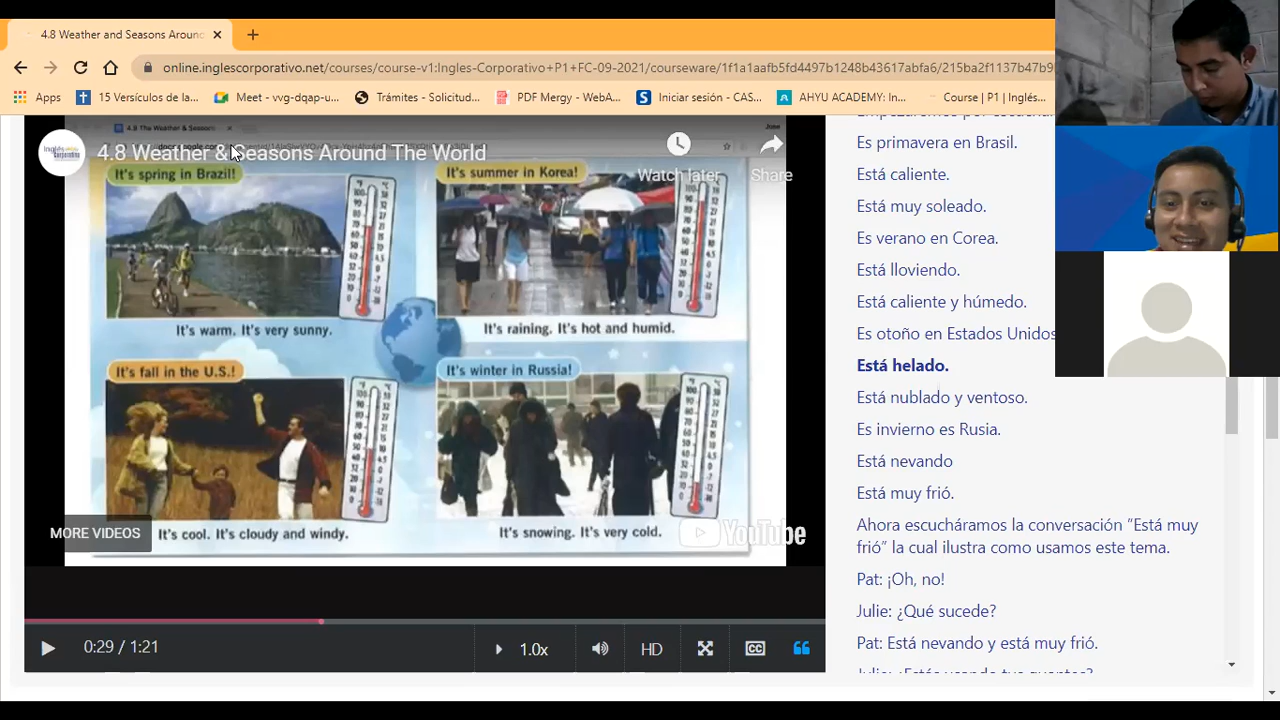 4.8 Weather and Seasons Around
online.inglescorporativo.net/courses/course-v1:Ingles-Corporativo+P1+FC-09-2021/courseware/1f1a1aafb5fd4497b1248b43617abfa6/215ba2f1137b47b9
Apps 15 Versículos de la... Meet - vvg-dqap-u... Trámites - Solicitud... PDF Mergy - WebA... Iniciar sesión - CAS... AHYU ACADEMY: In... Course | P1 | Inglés...
4.8 The Weather & Seasons
4.8 Weather & Seasons Around The World
Watch later
Share
It's spring in Brazil!
It's summer in Korea!
It's warm. It's very sunny.
It's raining. It's hot and humid.
It's fall in the U.S.!
It's winter in Russia!
It's cool. It's cloudy and windy.
It's snowing. It's very cold.
MORE VIDEOS
YouTube
0:29 / 1:21
1.0x
HD
CC
Es primavera en Brasil.
Está caliente.
Está muy soleado.
Es verano en Corea.
Está lloviendo.
Está caliente y húmedo.
Es otoño en Estados Unidos
Está helado.
Está nublado y ventoso.
Es invierno es Rusia.
Está nevando
Está muy frió.
Ahora escucháramos la conversación “Está muy
frió” la cual ilustra como usamos este tema.
Pat: ¡Oh, no!
Julie: ¿Qué sucede?
Pat: Está nevando y está muy frió.